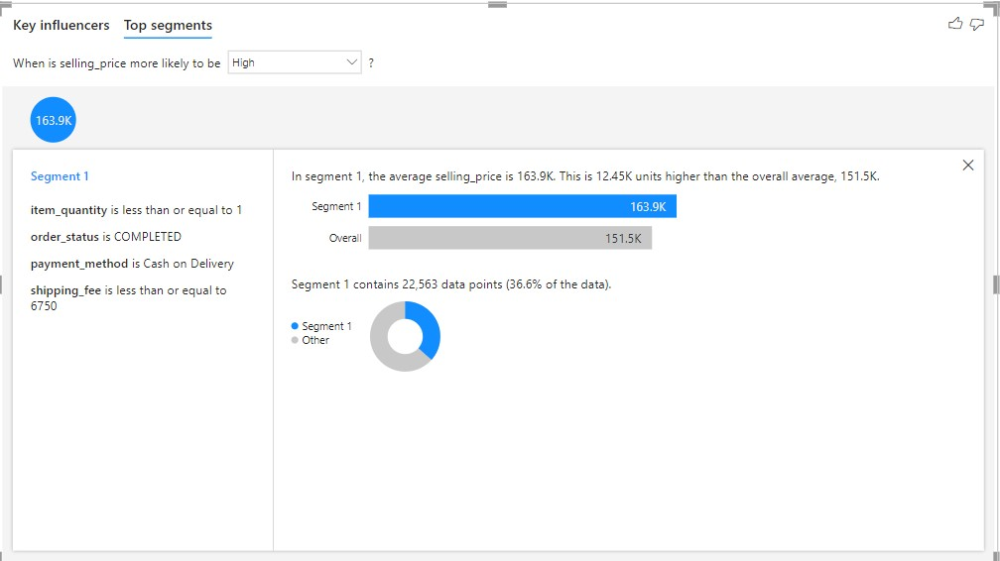 Key influencers Top segments
When is selling_price more likely to be High ?
163.9K
Segment 1
item_quantity is less than or equal to 1
order_status is COMPLETED
payment_method is Cash on Delivery
shipping_fee is less than or equal to
6750
In segment 1, the average selling_price is 163.9K. This is 12.45K units higher than the overall average, 151.5K.
Segment 1 163.9K
Overall 151.5K
Segment 1 contains 22,563 data points (36.6% of the data).
Segment 1
Other